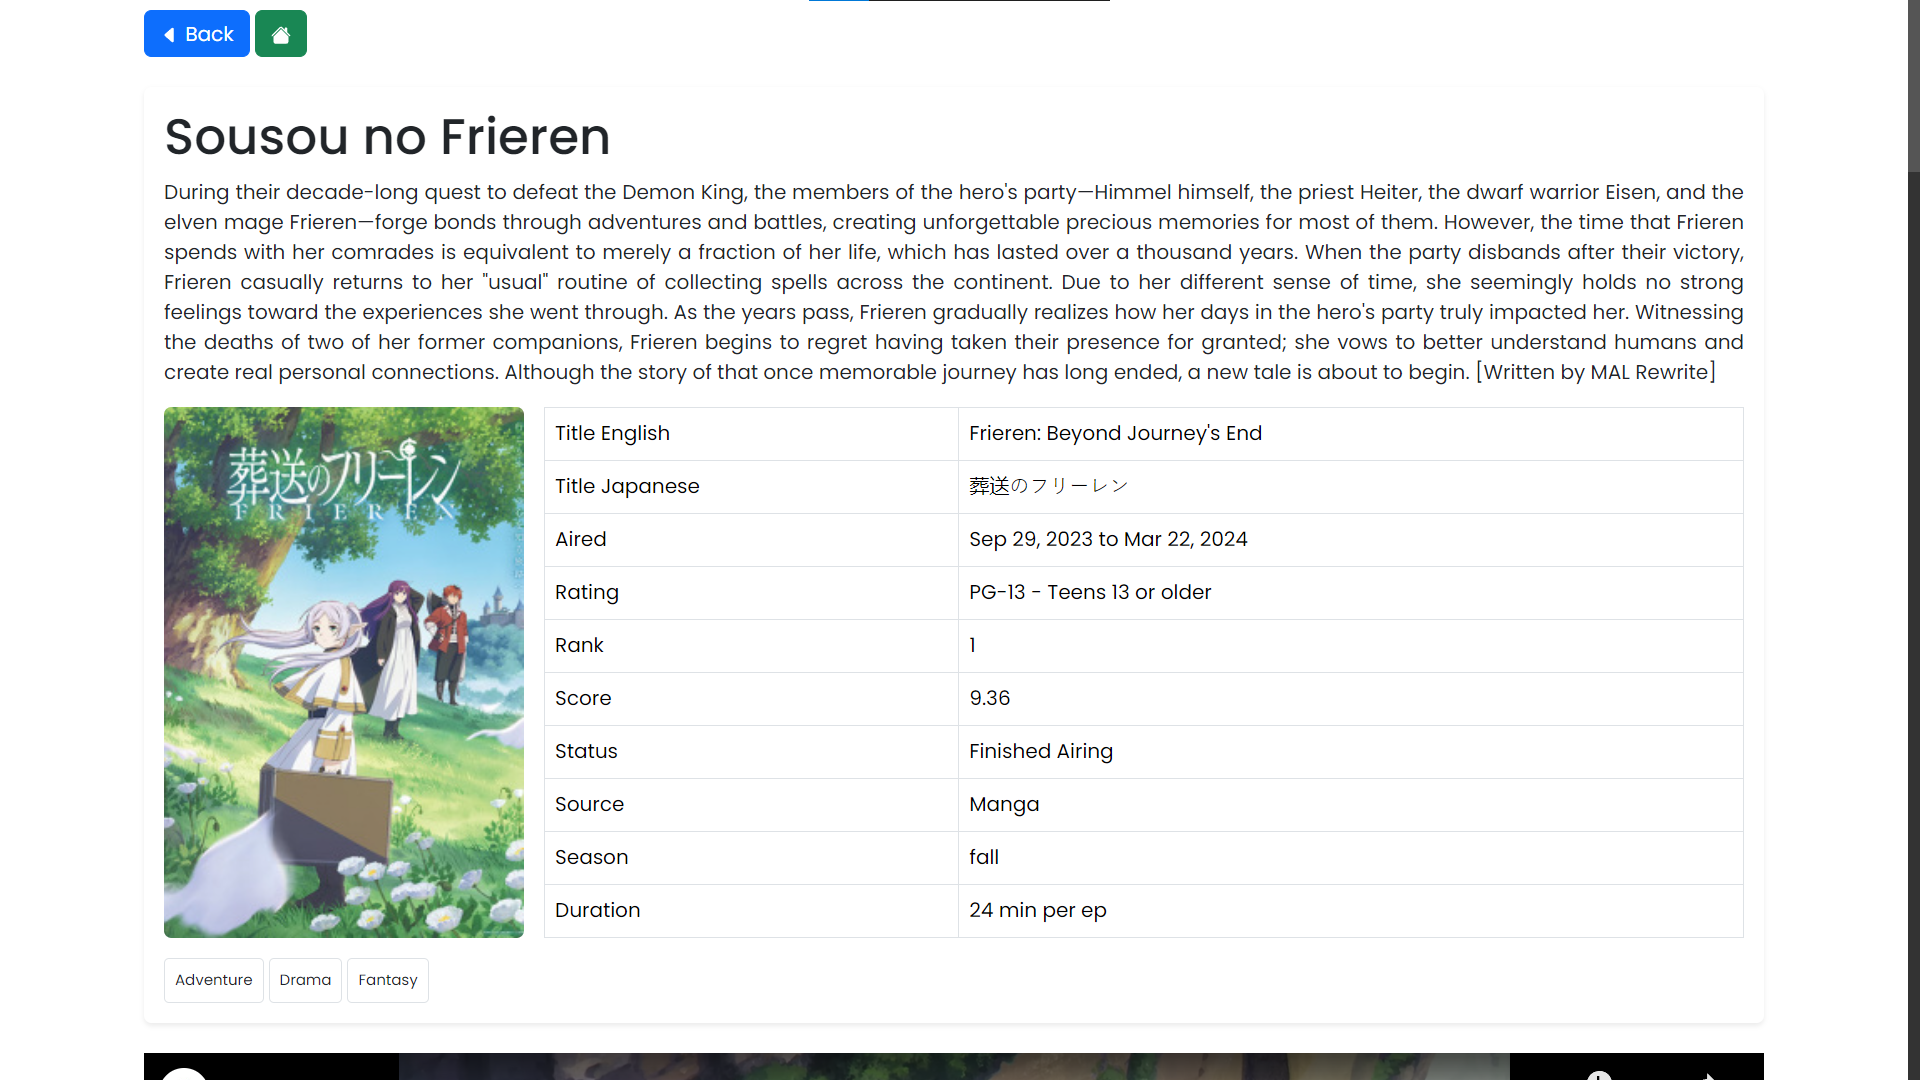 Back
Sousou no Frieren
During their decade-long quest to defeat the Demon King, the members of the hero's party—Himmel himself, the priest Heiter, the dwarf warrior Eisen, and the
elven mage Frieren—forge bonds through adventures and battles, creating unforgettable precious memories for most of them. However, the time that Frieren
spends with her comrades is equivalent to merely a fraction of her life, which has lasted over a thousand years. When the party disbands after their victory,
Frieren casually returns to her "usual" routine of collecting spells across the continent. Due to her different sense of time, she seemingly holds no strong
feelings toward the experiences she went through. As the years pass, Frieren gradually realizes how her days in the hero's party truly impacted her. Witnessing
the deaths of two of her former companions, Frieren begins to regret having taken their presence for granted; she vows to better understand humans and
create real personal connections. Although the story of that once memorable journey has long ended, a new tale is about to begin. [Written by MAL Rewrite]
葬送のフリーレン
FRIEREN
Title English Frieren: Beyond Journey's End
Title Japanese 葬送のフリーレン
Aired Sep 29, 2023 to Mar 22, 2024
Rating PG-13 - Teens 13 or older
Rank 1
Score 9.36
Status Finished Airing
Source Manga
Season fall
Duration 24 min per ep
Adventure Drama Fantasy